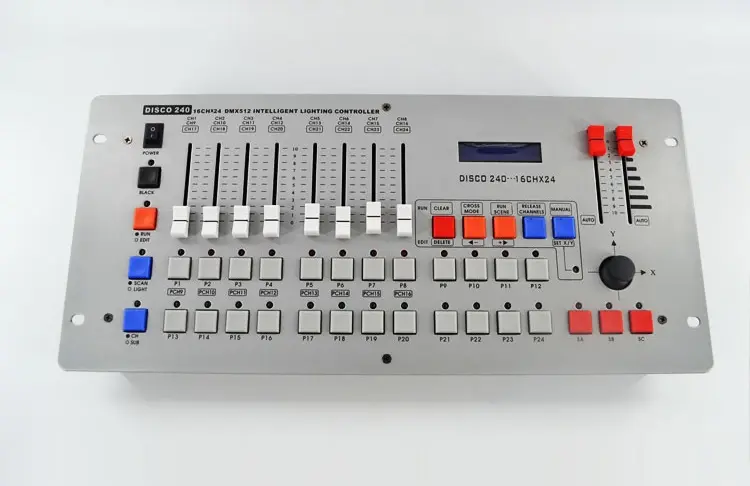 DISCO 240 16CHX24 DMX512 INTELLIGENT LIGHTING CONTROLLER
CH1 CH2 CH3 CH4 CH5 CH6 CH7 CH8
CH9 CH10 CH11 CH12 CH13 CH14 CH15 CH16
CH17 CH18 CH19 CH20 CH21 CH22 CH23 CH24
POWER
DISCO 240---16CHX24
BLACK
RUN CLEAR CROSS MODE RUN SCENE RELEASE CHANNELS MANUAL
AUTO AUTO
RUN
EDIT
EDIT DELETE SET X/Y
Y
X
SCAN
LIGHT
P1 P2 P3 P4 P5 P6 P7 P8 P9 P10 P11 P12
PCH9 PCH10 PCH11 PCH12 PCH13 PCH14 PCH15 PCH16
CH
SUB
P13 P14 P15 P16 P17 P18 P19 P20 P21 P22 P23 P24
SA SB SC